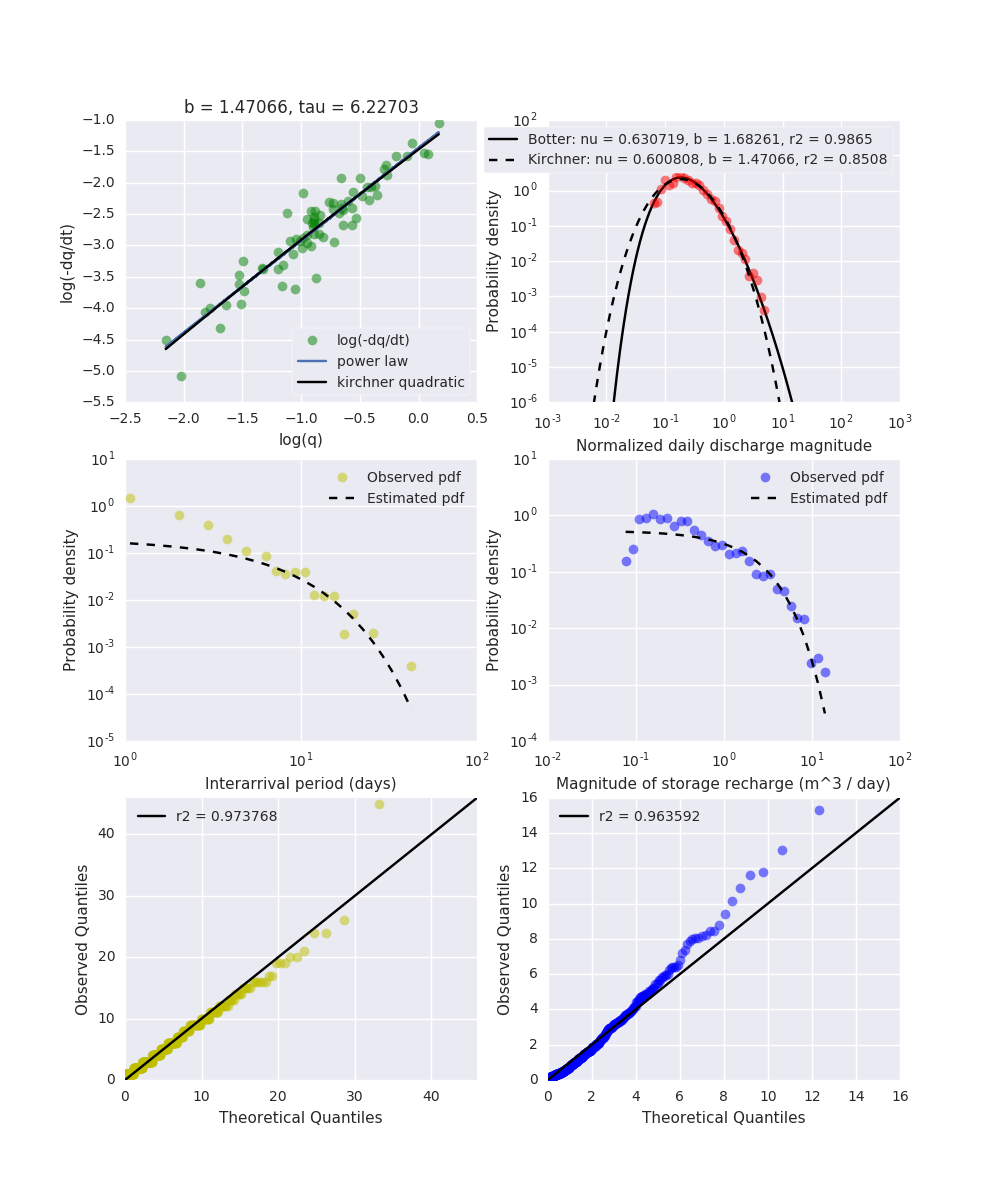 b = 1.47066, tau = 6.22703
log(-dq/dt)
−1.0
−1.5
−2.0
−2.5
−3.0
−3.5
−4.0
−4.5
−5.0
−5.5
log(-dq/dt)
power law
kirchner quadratic
−2.5 −2.0 −1.5 −1.0 −0.5 0.0 0.5
log(q)
Probability density
10^2
10^0
10^-1
10^-2
10^-3
10^-4
10^-5
10^-6
Botter: nu = 0.630719, b = 1.68261, r2 = 0.9865
Kirchner: nu = 0.600808, b = 1.47066, r2 = 0.8508
10^-3 10^-2 10^-1 10^0 10^1 10^2 10^3
Normalized daily discharge magnitude
Probability density
10^1
10^0
10^-1
10^-2
10^-3
10^-4
10^-5
Observed pdf
Estimated pdf
10^0 10^1 10^2
Interarrival period (days)
Probability density
10^1
10^0
10^-1
10^-2
10^-3
10^-4
Observed pdf
Estimated pdf
10^-2 10^-1 10^0 10^1 10^2
Magnitude of storage recharge (m^3 / day)
Observed Quantiles
40
30
20
10
0
r2 = 0.973768
0 10 20 30 40
Theoretical Quantiles
Observed Quantiles
16
14
12
10
8
6
4
2
0
r2 = 0.963592
0 2 4 6 8 10 12 14 16
Theoretical Quantiles